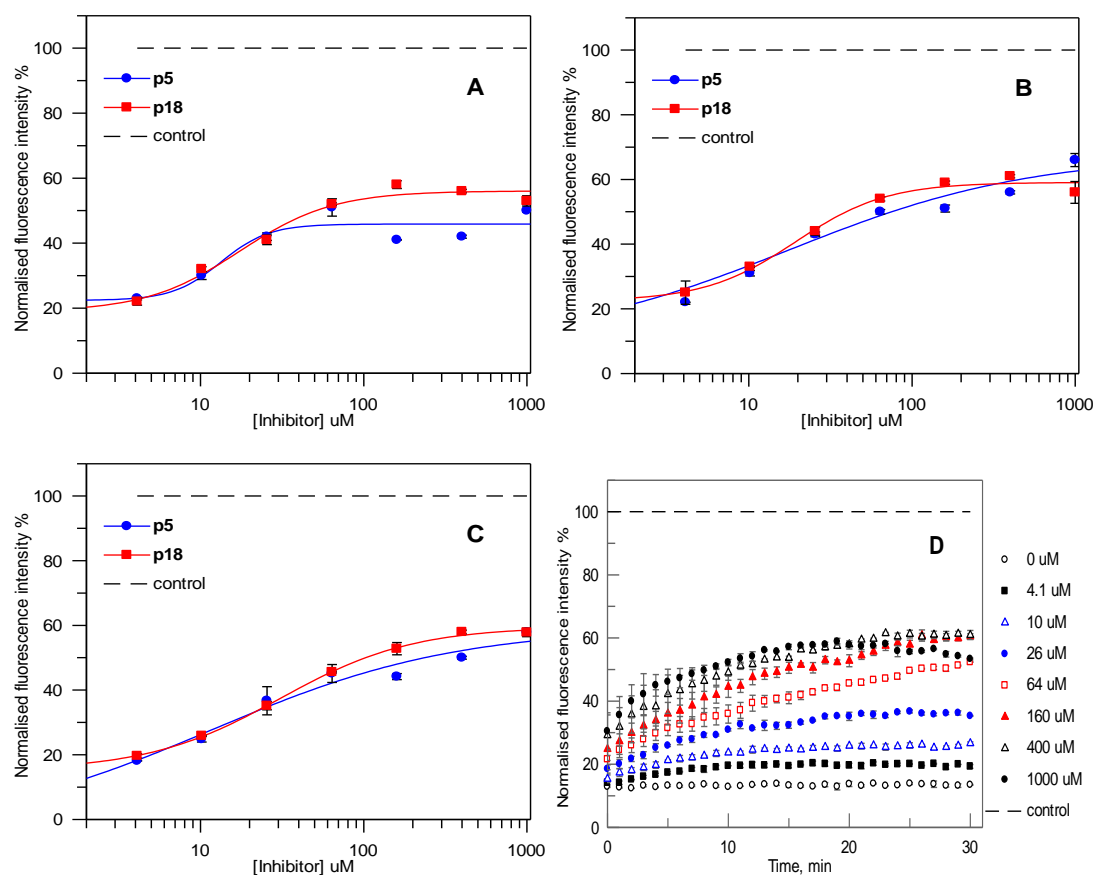 Normalised fluorescence intensity %
100
80
60
40
20
0
p5
p18
control
A
10
100
1000
[Inhibitor] uM
Normalised fluorescence intensity %
100
80
60
40
20
0
p5
p18
control
B
10
100
1000
[Inhibitor] uM
Normalised fluorescence intensity %
100
80
60
40
20
0
p5
p18
control
C
10
100
1000
[Inhibitor] uM
Normalised fluorescence intensity %
100
80
60
40
20
0
D
0
10
20
30
Time, min
0 uM
4.1 uM
10 uM
26 uM
64 uM
160 uM
400 uM
1000 uM
control